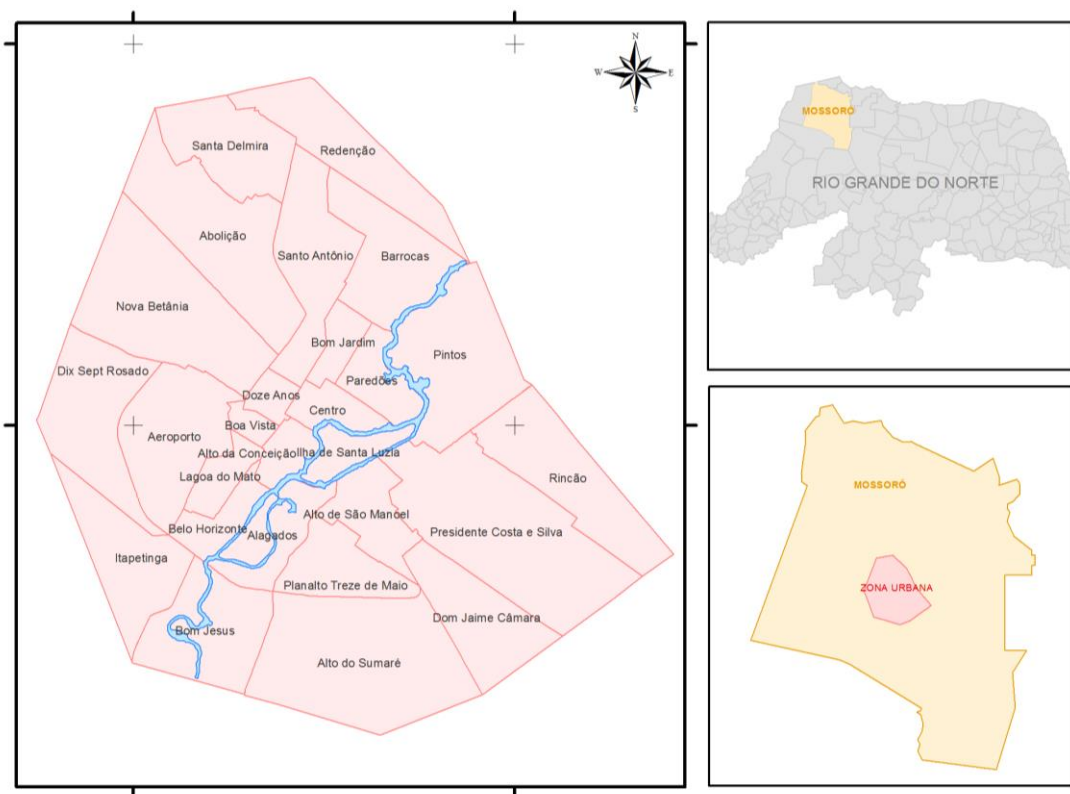 N
W
E
S
Santa Delmira
Redenção
Abolição
Santo Antônio
Barrocas
Nova Betânia
Bom Jardim
Pintos
Dix Sept Rosado
Paredões
Doze Anos
Centro
Boa Vista
Aeroporto
Alto da Conceição
Ilha de Santa Luzia
Lagoa do Mato
Rincão
Alto de São Manoel
Belo Horizonte
Alagados
Presidente Costa e Silva
Itapetinga
Planalto Treze de Maio
Dom Jaime Câmara
Bom Jesus
Alto do Sumaré
MOSSORÓ
RIO GRANDE DO NORTE
MOSSORÓ
ZONA URBANA